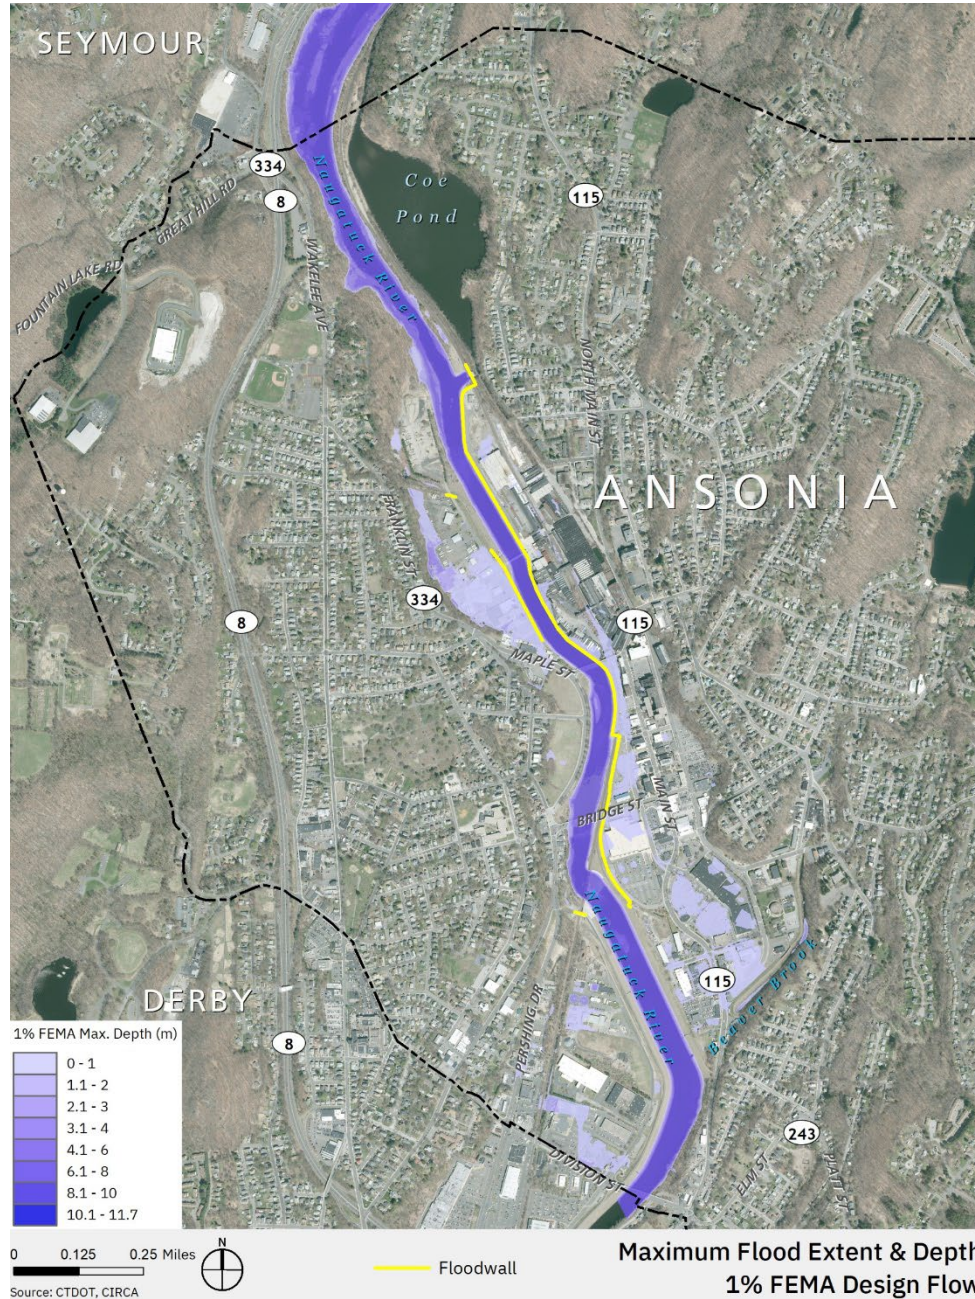 SEYMOUR
334
8
115
Coe
Pond
Naugatuck River
GREAT HILL RD
FOUNTAIN LAKE RD
WAKELEE AVE
NORTH MAIN ST
ANSONIA
FRANKLIN ST
334
8
115
MAPLE ST
MAIN ST
BRIDGE ST
Naugatuck River
115
Beaver Brook
DERBY
PERSHING DR
8
243
DIVISION ST
ELM ST
PLATT ST
1% FEMA Max. Depth (m)
0 - 1
1.1 - 2
2.1 - 3
3.1 - 4
4.1 - 6
6.1 - 8
8.1 - 10
10.1 - 11.7
0 0.125 0.25 Miles
N
Floodwall
Maximum Flood Extent & Depth
1% FEMA Design Flow
Source: CTDOT, CIRCA